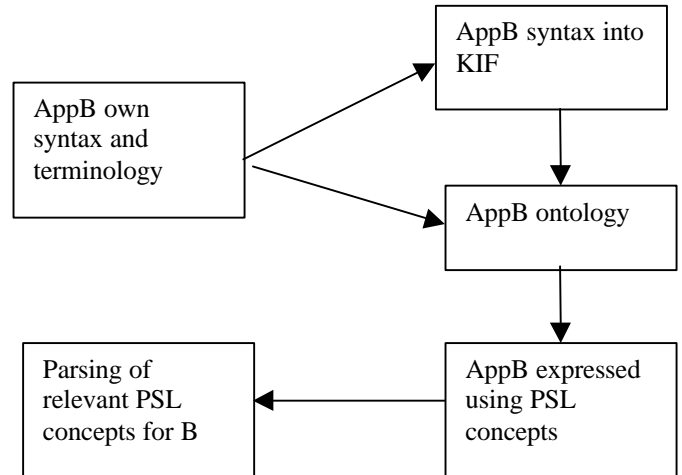 AppB syntax into
KIF
AppB own
syntax and
terminology
AppB ontology
AppB expressed
using PSL
concepts
Parsing of
relevant PSL
concepts for B